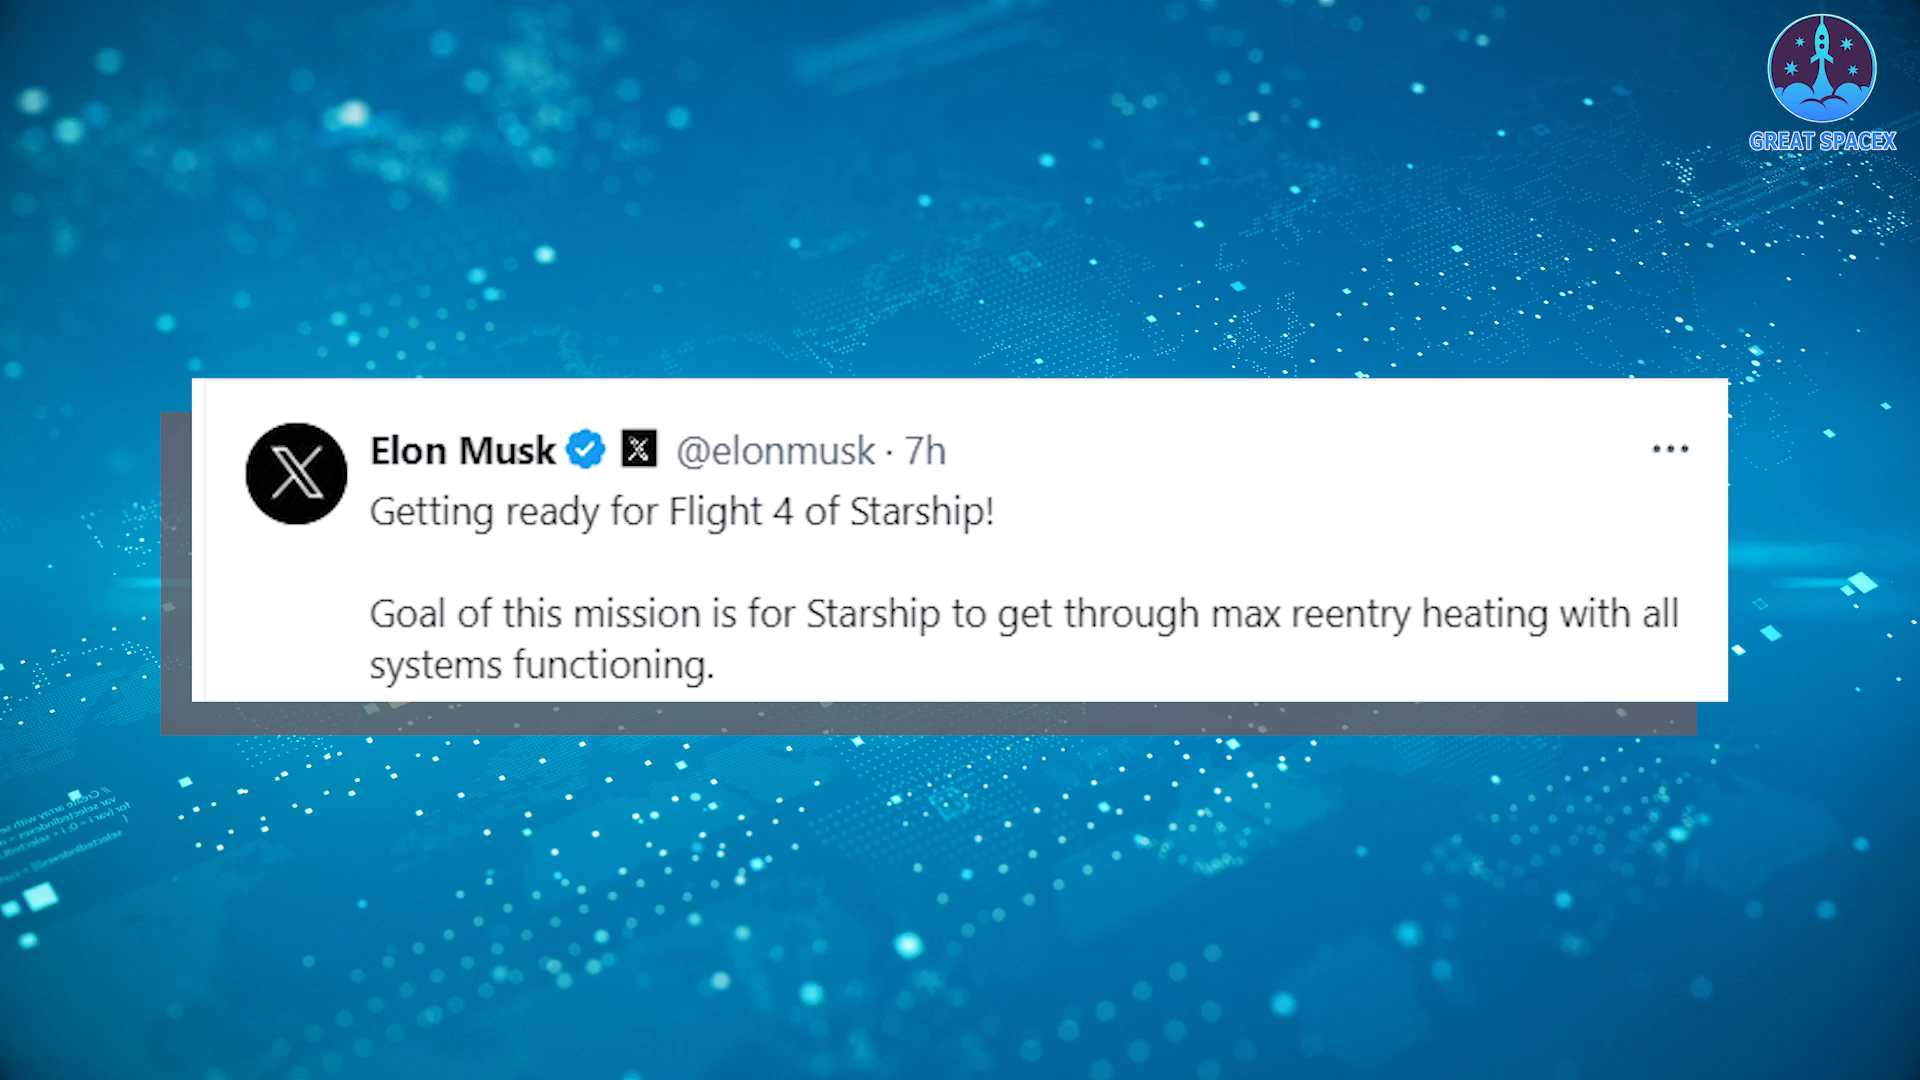 GREAT SPACEX
Elon Musk @elonmusk · 7h
Getting ready for Flight 4 of Starship!
Goal of this mission is for Starship to get through max reentry heating with all
systems functioning.